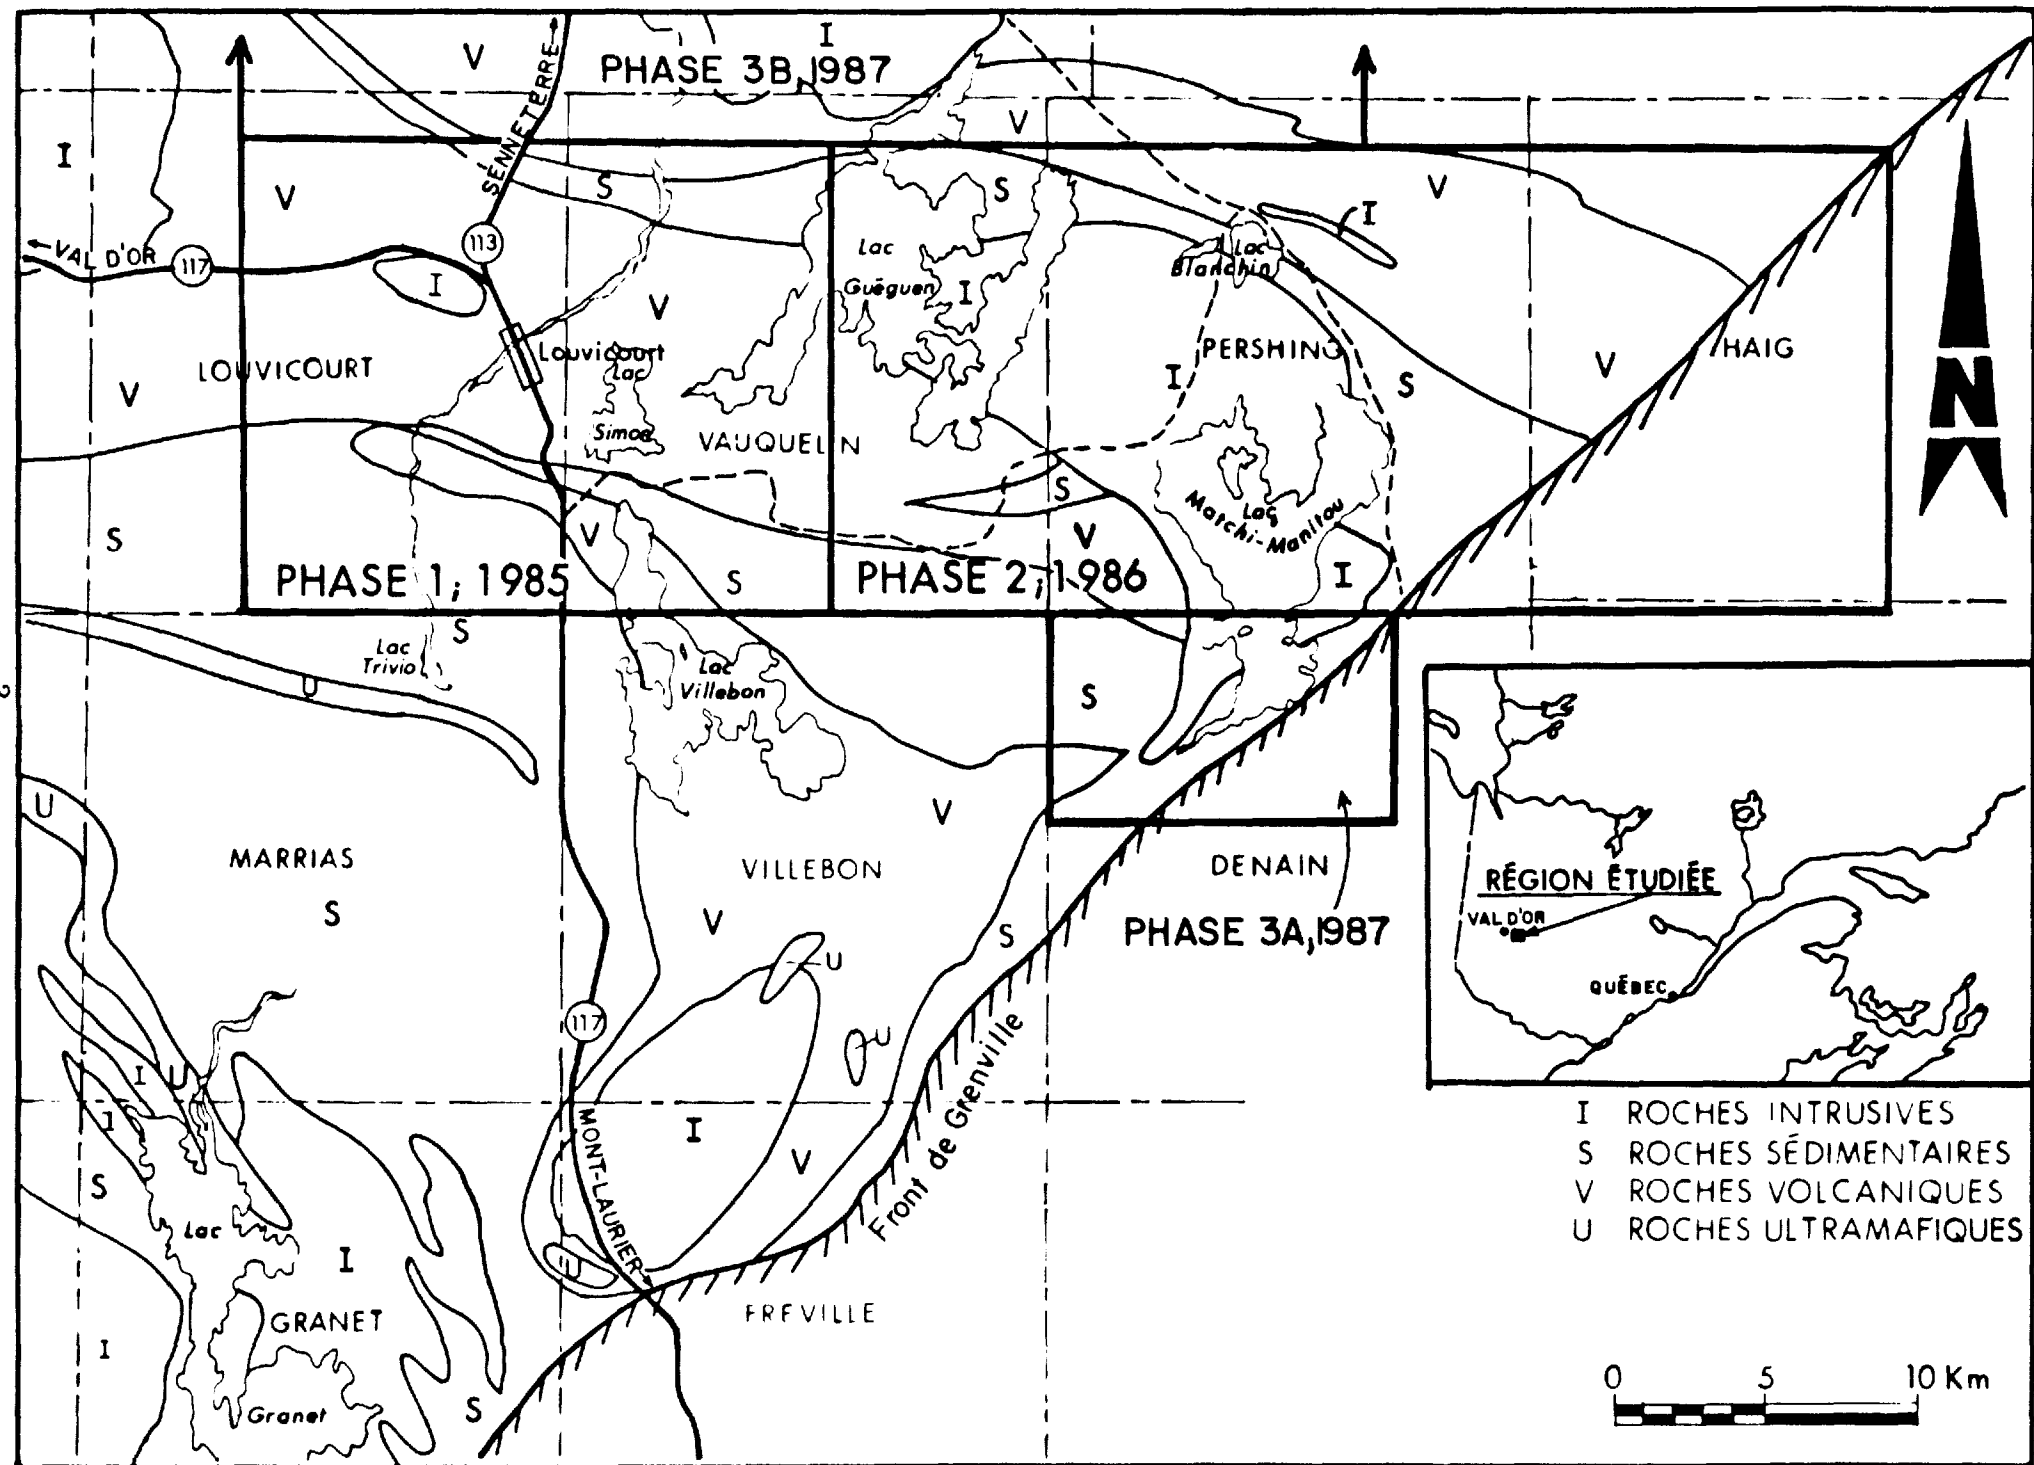 I
V
PHASE 3B, 1987
SENNETERRE
V
I
V
S
S
V
I
113
←VAL D'OR
117
I
Lac
Guéguen
I
Lac
Blanchin
V
LOUVICOURT
Louvicourt
Lac
Simon
PERSHING
V
HAIG
N
V
I
S
VAUQUELIN
S
Lac
Matchi-Manitou
S
V
V
I
PHASE 1; 1985
S
PHASE 2; 1986
S
Lac
Trivio
U
Lac
Villebon
S
U
V
MARRIAS
VILLEBON
DENAIN
S
V
S
PHASE 3A, 1987
U
117
U
RÉGION ÉTUDIÉE
VAL D'OR
QUÉBEC
Front de Grenville
I
U
I
I
MONT-LAURIER
V
S
Lac
I
U
GRANET
FREVILLE
I
Granet
S
I ROCHES INTRUSIVES
S ROCHES SÉDIMENTAIRES
V ROCHES VOLCANIQUES
U ROCHES ULTRAMAFIQUES
0 5 10 Km